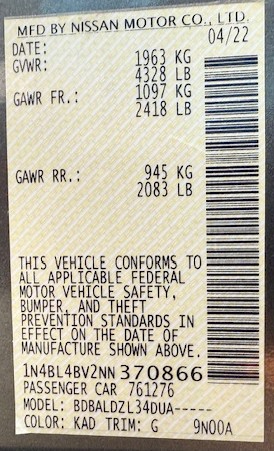 MFD BY NISSAN MOTOR CO., LTD.
DATE: 04/22
GVWR: 1963 KG
4328 LB
GAWR FR.: 1097 KG
2418 LB
GAWR RR.: 945 KG
2083 LB
THIS VEHICLE CONFORMS TO
ALL APPLICABLE FEDERAL
MOTOR VEHICLE SAFETY,
BUMPER, AND THEFT
PREVENTION STANDARDS IN
EFFECT ON THE DATE OF
MANUFACTURE SHOWN ABOVE.
1N4BL4BV2NN370866
PASSENGER CAR 761276
MODEL: BDBALDZL34DUA-----
COLOR: KAD TRIM: G 9N00A